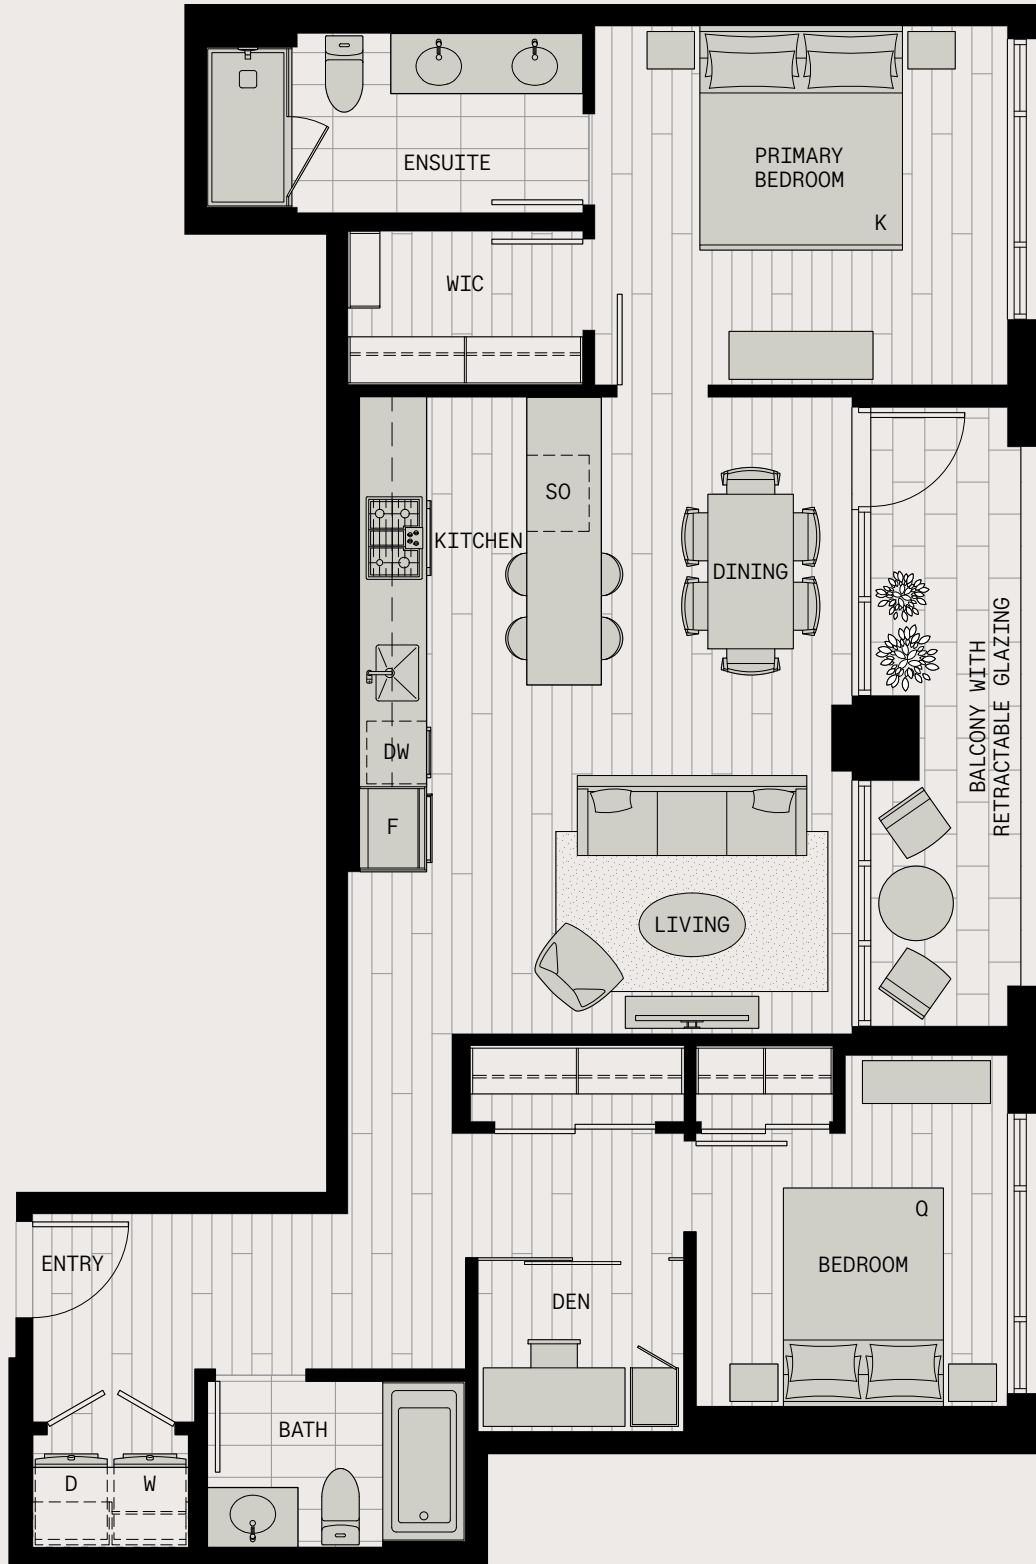 ENSUITE
PRIMARY
BEDROOM
K
WIC
SO
KITCHEN
DINING
BALCONY WITH
RETRACTABLE GLAZING
DW
F
LIVING
Q
ENTRY
BEDROOM
DEN
BATH
D
W